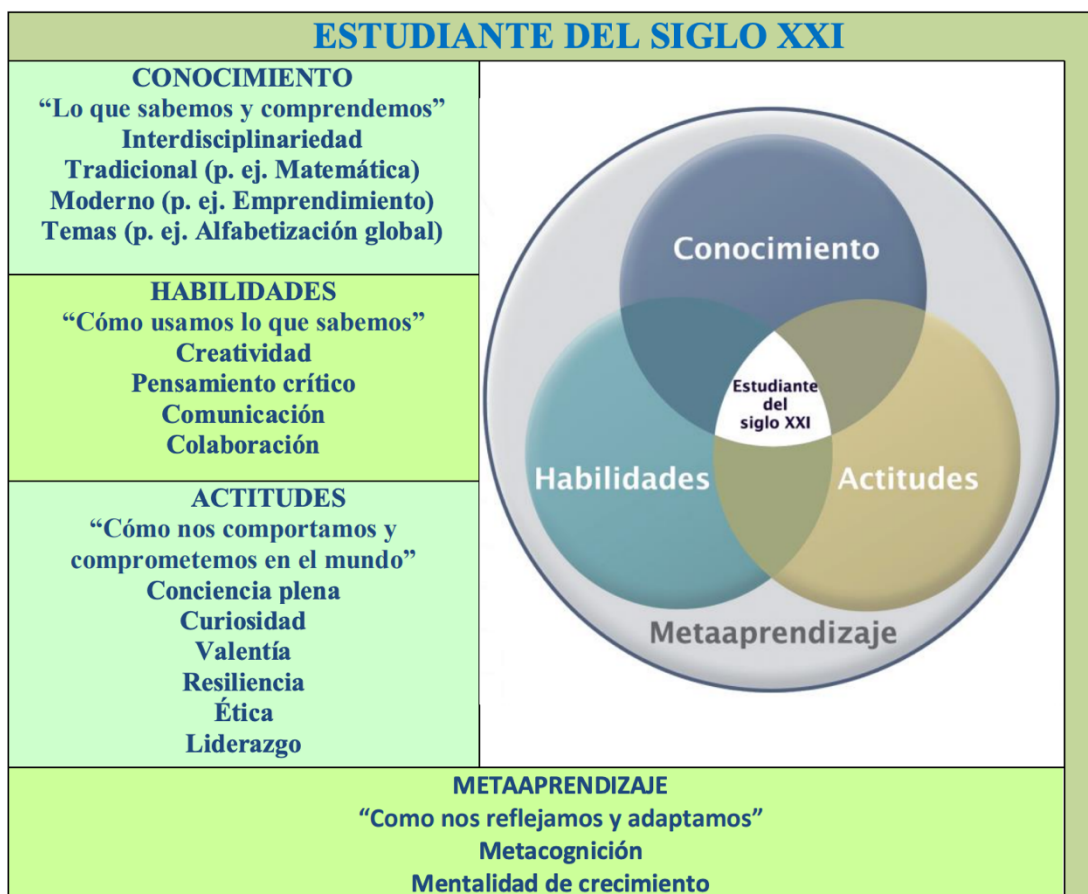 ESTUDIANTE DEL SIGLO XXI
CONOCIMIENTO
“Lo que sabemos y comprendemos”
Interdisciplinariedad
Tradicional (p. ej. Matemática)
Moderno (p. ej. Emprendimiento)
Temas (p. ej. Alfabetización global)
HABILIDADES
“Cómo usamos lo que sabemos”
Creatividad
Pensamiento crítico
Comunicación
Colaboración
ACTITUDES
“Cómo nos comportamos y
comprometemos en el mundo”
Conciencia plena
Curiosidad
Valentía
Resiliencia
Ética
Liderazgo
Conocimiento
Estudiante
del
siglo XXI
Habilidades
Actitudes
Metaaprendizaje
METAAPRENDIZAJE
“Como nos reflejamos y adaptamos”
Metacognición
Mentalidad de crecimiento